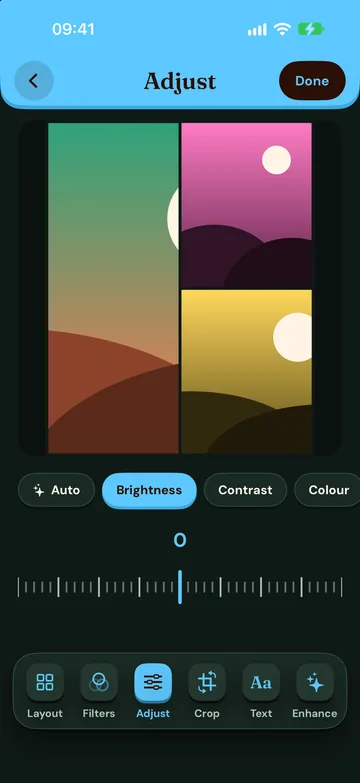 09:41
Adjust
Done
Auto
Brightness
Contrast
Colour
0
Aa
Layout
Filters
Adjust
Crop
Text
Enhance